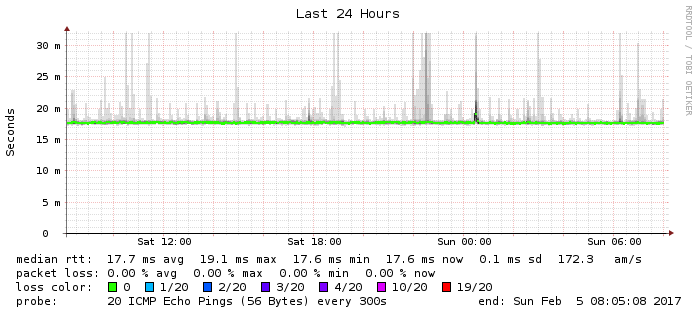 Last 24 Hours
RRDTOOL / TOBI OETIKER
Seconds
30 m
25 m
20 m
15 m
10 m
5 m
0
Sat 12:00 Sat 18:00 Sun 00:00 Sun 06:00
median rtt: 17.7 ms avg 19.1 ms max 17.6 ms min 17.6 ms now 0.1 ms sd 172.3 am/s
packet loss: 0.00 % avg 0.00 % max 0.00 % min 0.00 % now
loss color: 0 1/20 2/20 3/20 4/20 10/20 19/20
probe: 20 ICMP Echo Pings (56 Bytes) every 300s end: Sun Feb 5 08:05:08 2017